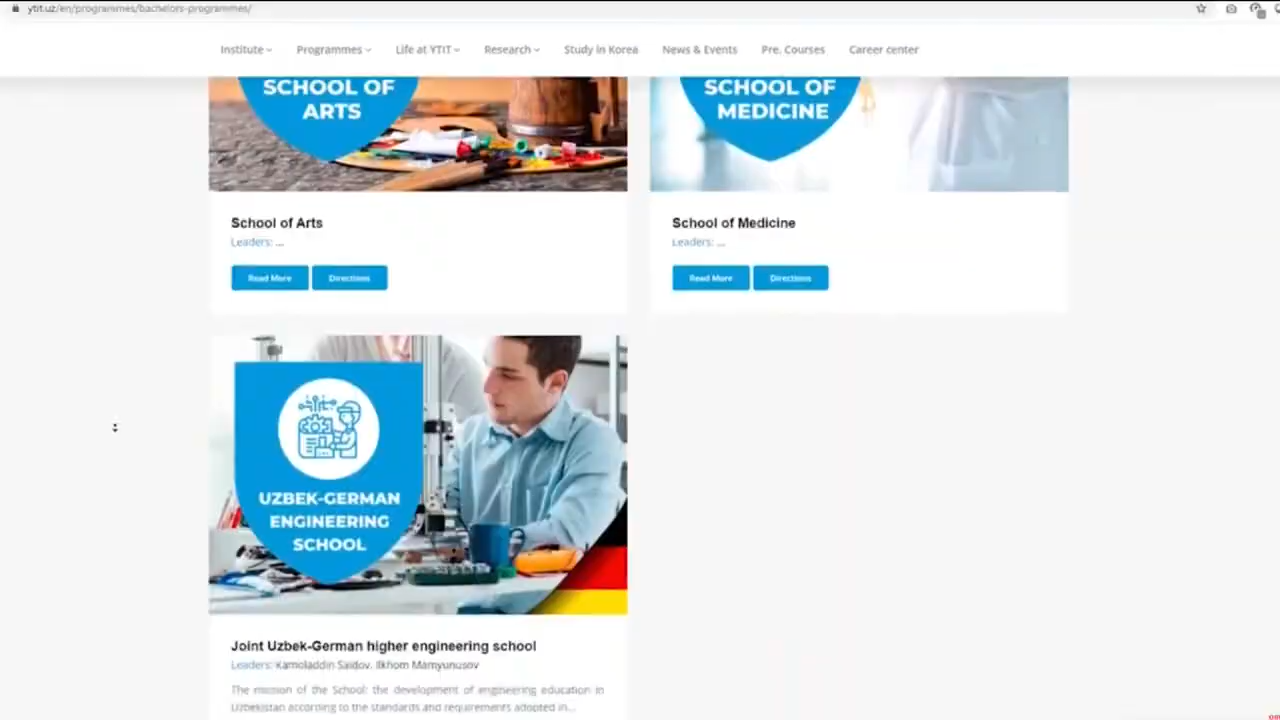 ytit.uz/en/programmes/bachelors-programmes/
Institute Programmes Life at YTIT Research Study in Korea News & Events Pre. Courses Career center
SCHOOL OF
ARTS
SCHOOL OF
MEDICINE
School of Arts
Leaders: ...
Read More Directions
School of Medicine
Leaders: ...
Read More Directions
UZBEK-GERMAN
ENGINEERING
SCHOOL
Joint Uzbek-German higher engineering school
Leaders: Kamoladdin Saidov, Ilkhom Mamyunusov
The mission of the School: the development of engineering education in
Uzbekistan according to the standards and requirements adopted in...